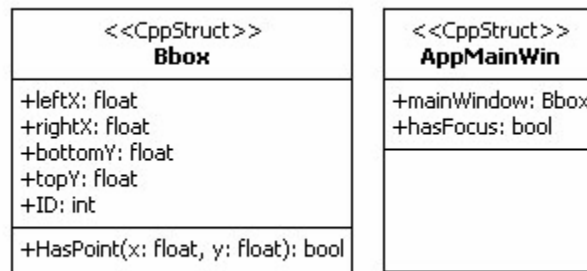 <<CppStruct>>
Bbox
+leftX: float
+rightX: float
+bottomY: float
+topY: float
+ID: int
+HasPoint(x: float, y: float): bool
<<CppStruct>>
AppMainWin
+mainWindow: Bbox
+hasFocus: bool